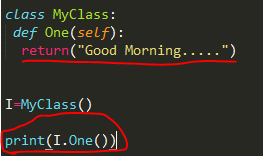 class MyClass:
 def One(self):
  return("Good Morning.....")
I=MyClass()
print(I.One())